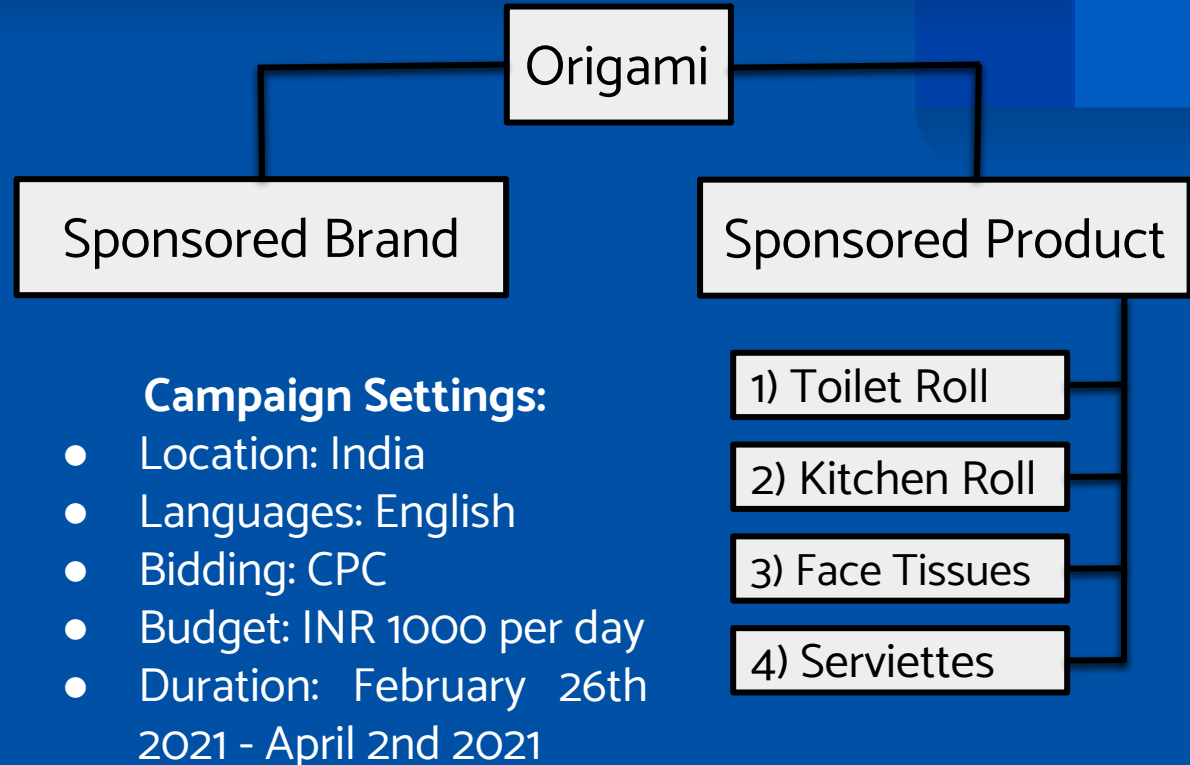 Origami
Sponsored Brand
Sponsored Product
Campaign Settings:
● Location: India
● Languages: English
● Bidding: CPC
● Budget: INR 1000 per day
● Duration: February 26th
2021 - April 2nd 2021
1) Toilet Roll
2) Kitchen Roll
3) Face Tissues
4) Serviettes